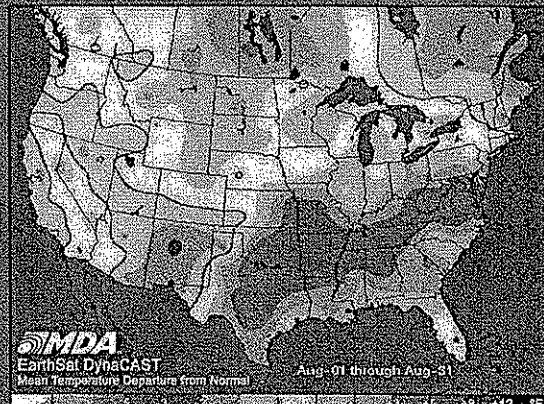 MDA
EarthSat DynaCAST
Mean Temperature Departure from Normal
Aug-01 through Aug-31